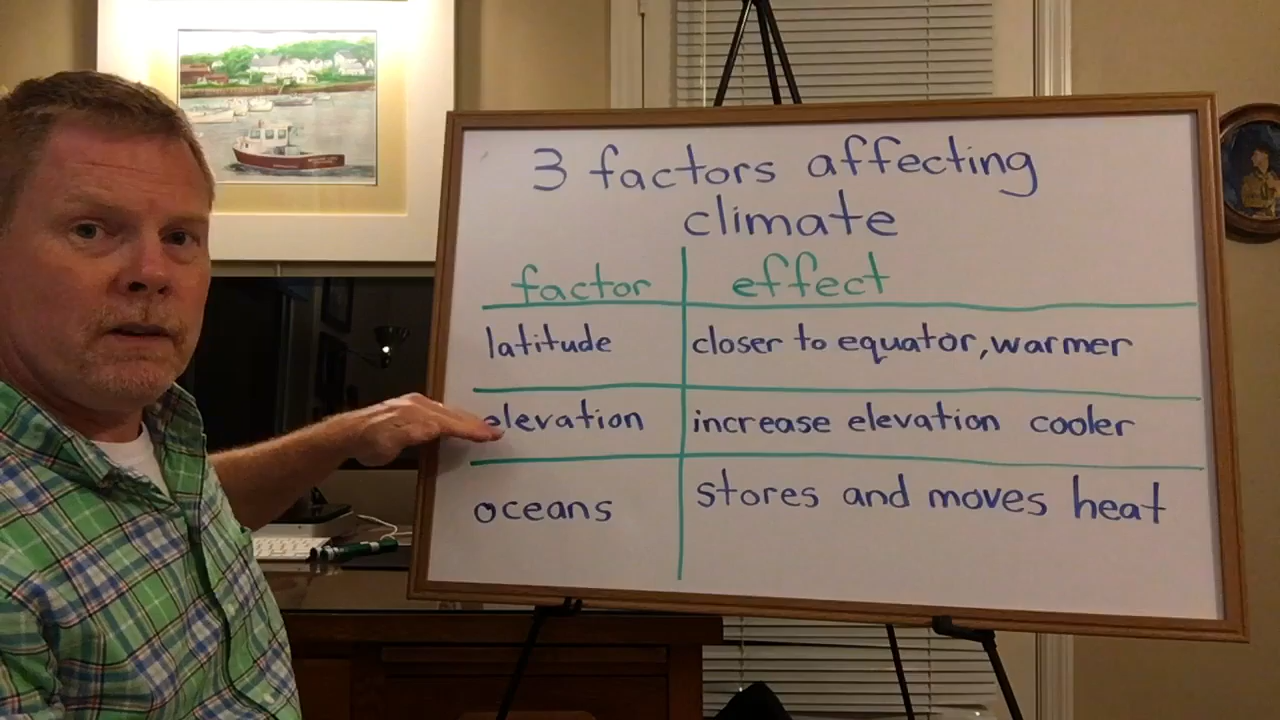 3 factors affecting
climate
factor effect
latitude closer to equator, warmer
elevation increase elevation cooler
oceans stores and moves heat